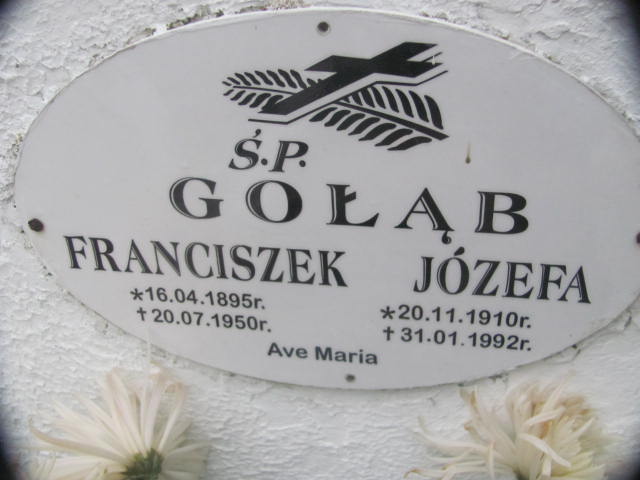 Ś.P.
GOŁĄB
FRANCISZEK JÓZEFA
*16.04.1895r. *20.11.1910r.
†20.07.1950r. †31.01.1992r.
Ave Maria